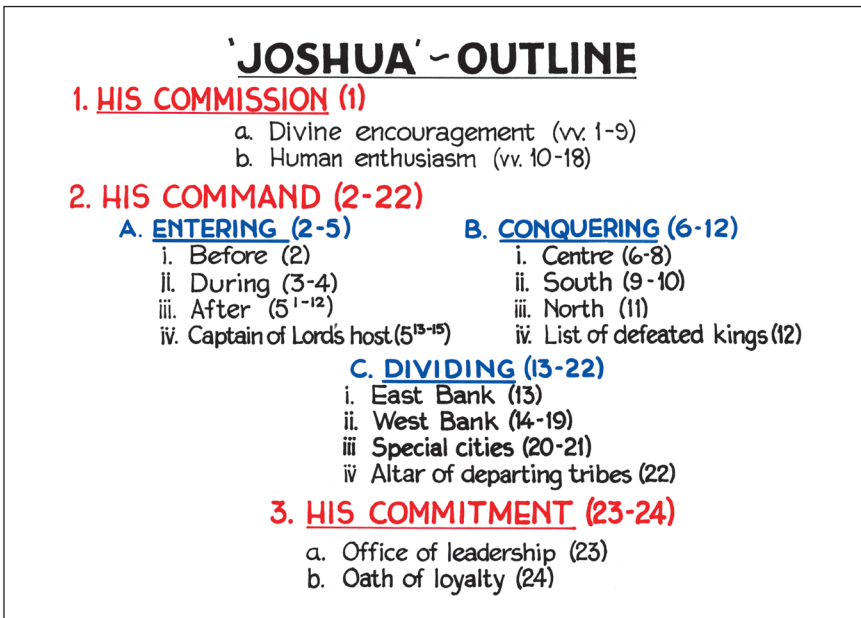 'JOSHUA' ~ OUTLINE
1. HIS COMMISSION (1)
a. Divine encouragement (vv. 1-9)
b. Human enthusiasm (vv. 10-18)
2. HIS COMMAND (2-22)
A. ENTERING (2-5)
i. Before (2)
ii. During (3-4)
iii. After (5¹⁻¹²)
iv. Captain of Lord's host (5¹³⁻¹⁵)
B. CONQUERING (6-12)
i. Centre (6-8)
ii. South (9-10)
iii. North (11)
iv. List of defeated kings (12)
C. DIVIDING (13-22)
i. East Bank (13)
ii. West Bank (14-19)
iii Special cities (20-21)
iv Altar of departing tribes (22)
3. HIS COMMITMENT (23-24)
a. Office of leadership (23)
b. Oath of loyalty (24)